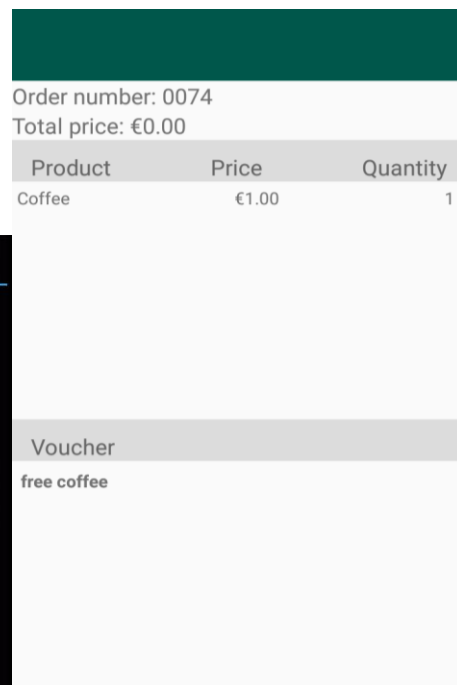 Order number: 0074
Total price: €0.00
Product Price Quantity
Coffee €1.00 1
Voucher
free coffee